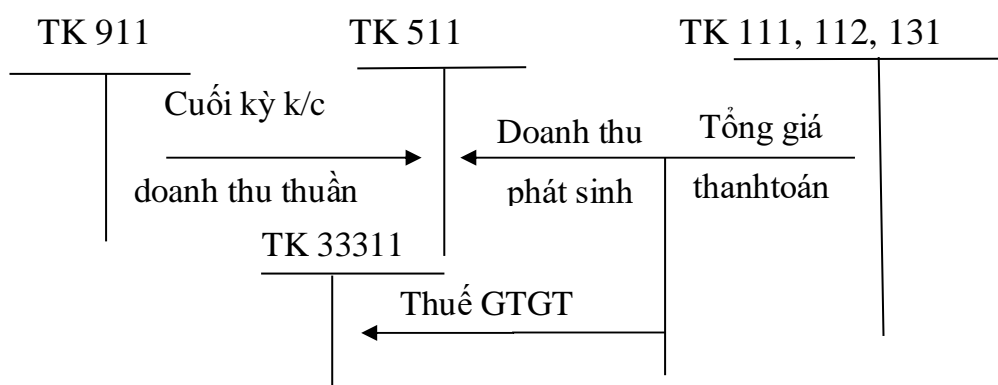 TK 911
TK 511
TK 111, 112, 131
Cuối kỳ k/c
doanh thu thuần
Doanh thu
phát sinh
Tổng giá
thanhtoán
TK 33311
Thuế GTGT